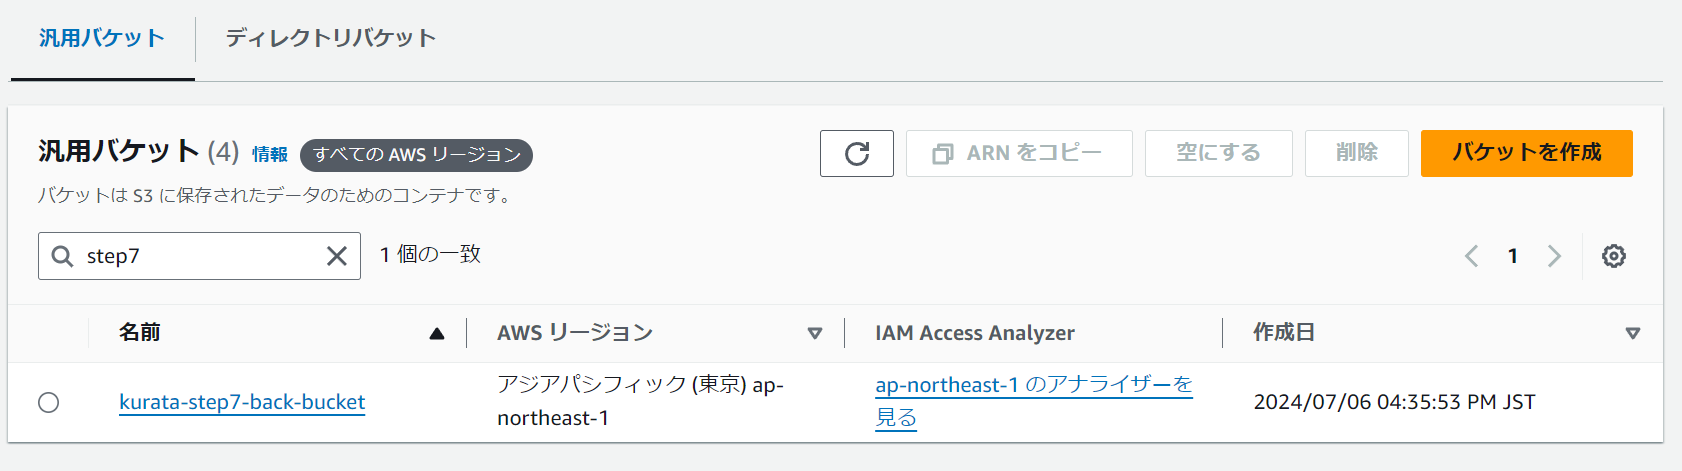 汎用バケット ディレクトリバケット
汎用バケット (4) 情報 すべての AWS リージョン
ARN をコピー 空にする 削除 バケットを作成
バケットは S3 に保存されたデータのためのコンテナです。
step7 1 個の一致
1
名前 AWS リージョン IAM Access Analyzer 作成日
kurata-step7-back-bucket
アジアパシフィック (東京) ap-
northeast-1
ap-northeast-1 のアナライザーを
見る
2024/07/06 04:35:53 PM JST